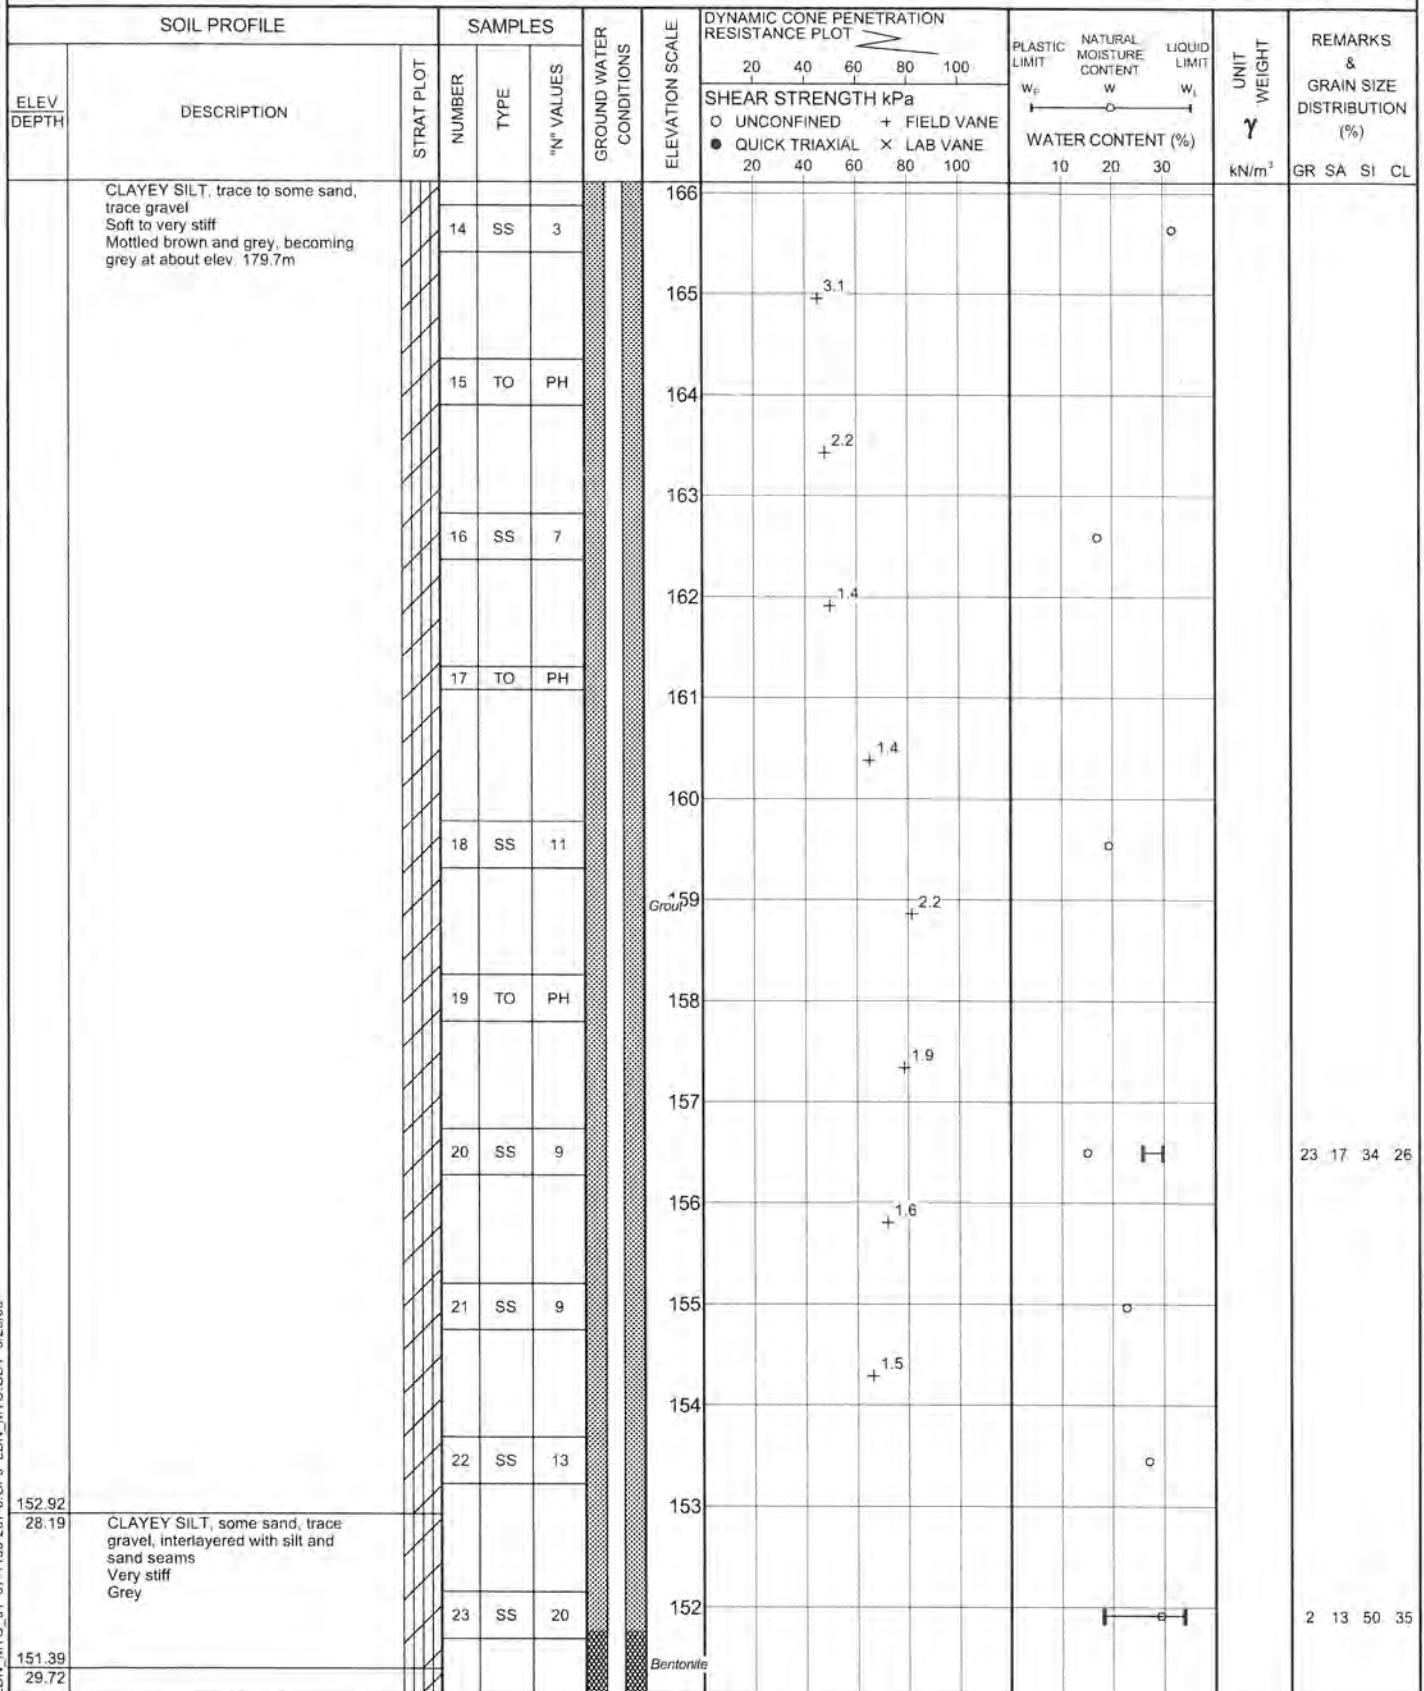 SOIL PROFILE
SAMPLES
GROUND WATER
CONDITIONS
ELEVATION SCALE
DYNAMIC CONE PENETRATION
RESISTANCE PLOT
20 40 60 80 100
SHEAR STRENGTH kPa
O UNCONFINED + FIELD VANE
● QUICK TRIAXIAL × LAB VANE
20 40 60 80 100
PLASTIC LIMIT
NATURAL MOISTURE CONTENT
LIQUID LIMIT
WP W WL
WATER CONTENT (%)
10 20 30
UNIT WEIGHT
γ
kN/m³
REMARKS
&
GRAIN SIZE
DISTRIBUTION
(%)
GR SA SI CL
ELEV
DEPTH
DESCRIPTION
STRAT PLOT
NUMBER
TYPE
"N" VALUES
CLAYEY SILT, trace to some sand,
trace gravel
Soft to very stiff
Mottled brown and grey, becoming
grey at about elev. 179.7m
166
14 SS 3
165
3.1
15 TO PH
164
2.2
163
16 SS 7
162
1.4
17 TO PH
161
1.4
160
18 SS 11
159
Grout
2.2
19 TO PH
158
1.9
157
20 SS 9
23 17 34 26
156
1.6
21 SS 9
155
1.5
154
22 SS 13
153
152.92
28.19
CLAYEY SILT, some sand, trace
gravel, interlayered with silt and
sand seams
Very stiff
Grey
152
23 SS 20
2 13 50 35
151.39
29.72
Bentonite